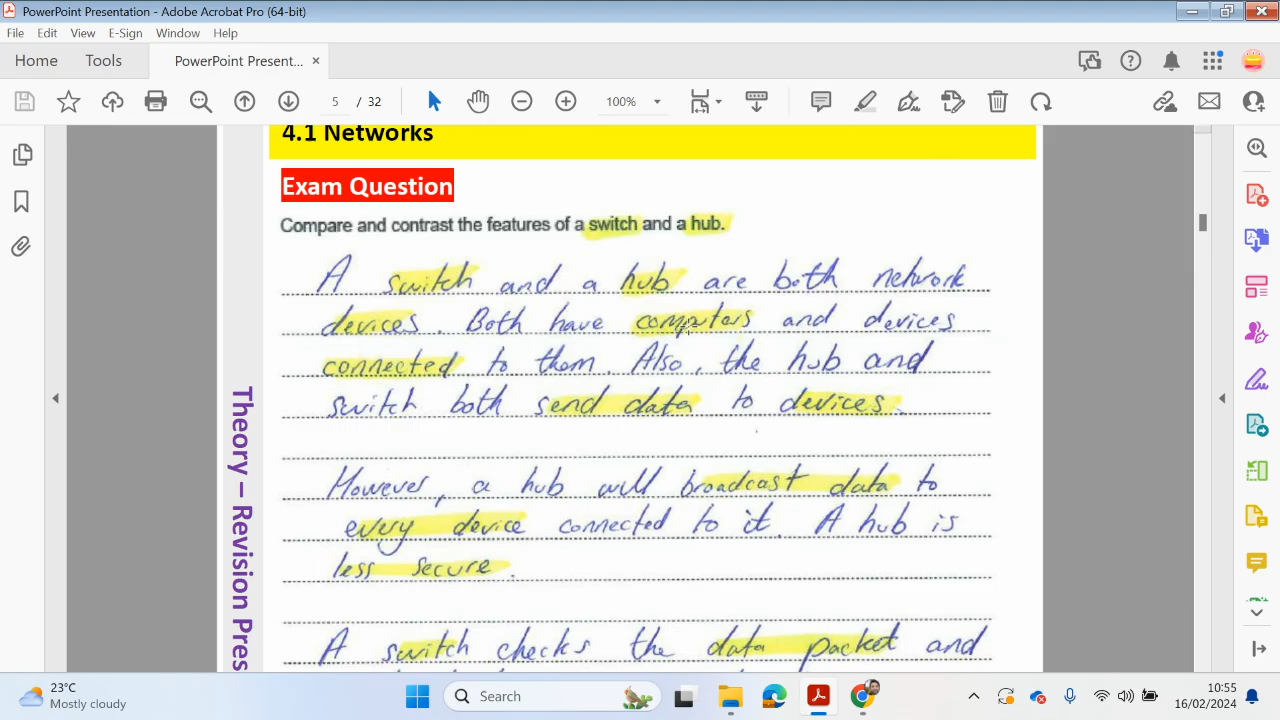 PowerPoint Presentation - Adobe Acrobat Pro (64-bit)
File Edit View E-Sign Window Help
Home Tools PowerPoint Present... ×
5 / 32 100%
4.1 Networks
Exam Question
Compare and contrast the features of a switch and a hub.
A switch and a hub are both network
devices. Both have computers and devices
connected to them. Also, the hub and
switch both send data to devices.
However, a hub will broadcast data to
every device connected to it. A hub is
less secure.
A switch checks the data packet and
Theory – Revision Pres
23°C
Mostly cloudy
Search
10:55
16/02/2024